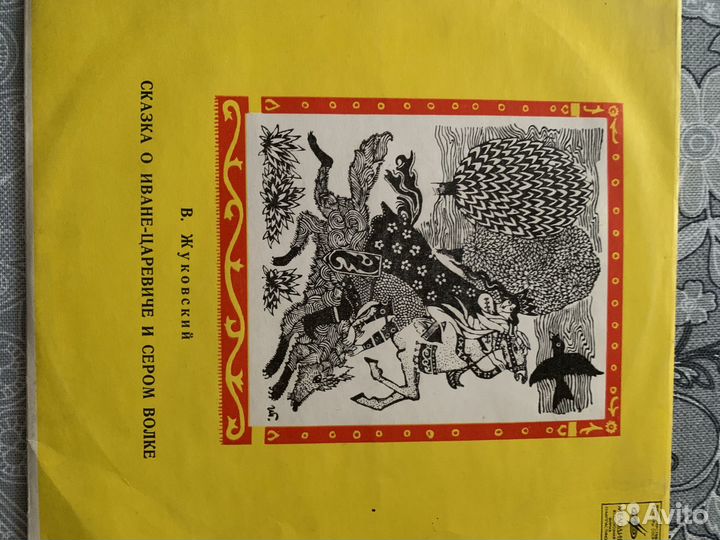 В. Жуковский
СКАЗКА О ИВАНЕ-ЦАРЕВИЧЕ И СЕРОМ ВОЛКЕ
Avito